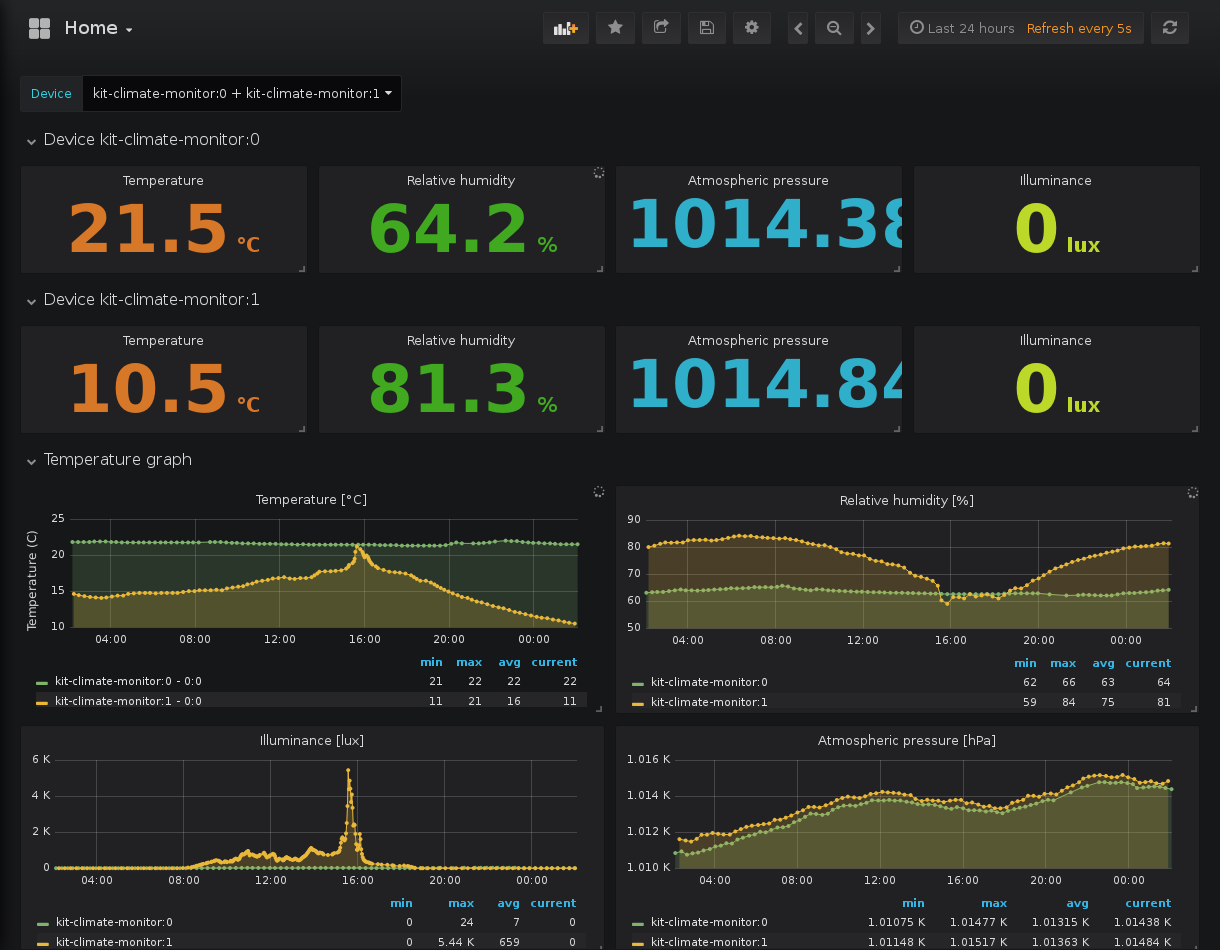 Home
Last 24 hours Refresh every 5s
Device kit-climate-monitor:0 + kit-climate-monitor:1
Device kit-climate-monitor:0
Temperature Relative humidity Atmospheric pressure Illuminance
21.5 °C 64.2 % 1014.38 0 lux
Device kit-climate-monitor:1
Temperature Relative humidity Atmospheric pressure Illuminance
10.5 °C 81.3 % 1014.84 0 lux
Temperature graph
Temperature [°C]
Temperature (C)
25
20
15
10
04:00 08:00 12:00 16:00 20:00 00:00
min max avg current
kit-climate-monitor:0 - 0:0 21 22 22 22
kit-climate-monitor:1 - 0:0 11 21 16 11
Relative humidity [%]
90
80
70
60
50
04:00 08:00 12:00 16:00 20:00 00:00
min max avg current
kit-climate-monitor:0 62 66 63 64
kit-climate-monitor:1 59 84 75 81
Illuminance [lux]
6 K
4 K
2 K
0
04:00 08:00 12:00 16:00 20:00 00:00
min max avg current
kit-climate-monitor:0 0 24 7 0
kit-climate-monitor:1 0 5.44 K 659 0
Atmospheric pressure [hPa]
1.016 K
1.014 K
1.012 K
1.010 K
04:00 08:00 12:00 16:00 20:00 00:00
min max avg current
kit-climate-monitor:0 1.01075 K 1.01477 K 1.01315 K 1.01438 K
kit-climate-monitor:1 1.01148 K 1.01517 K 1.01363 K 1.01484 K